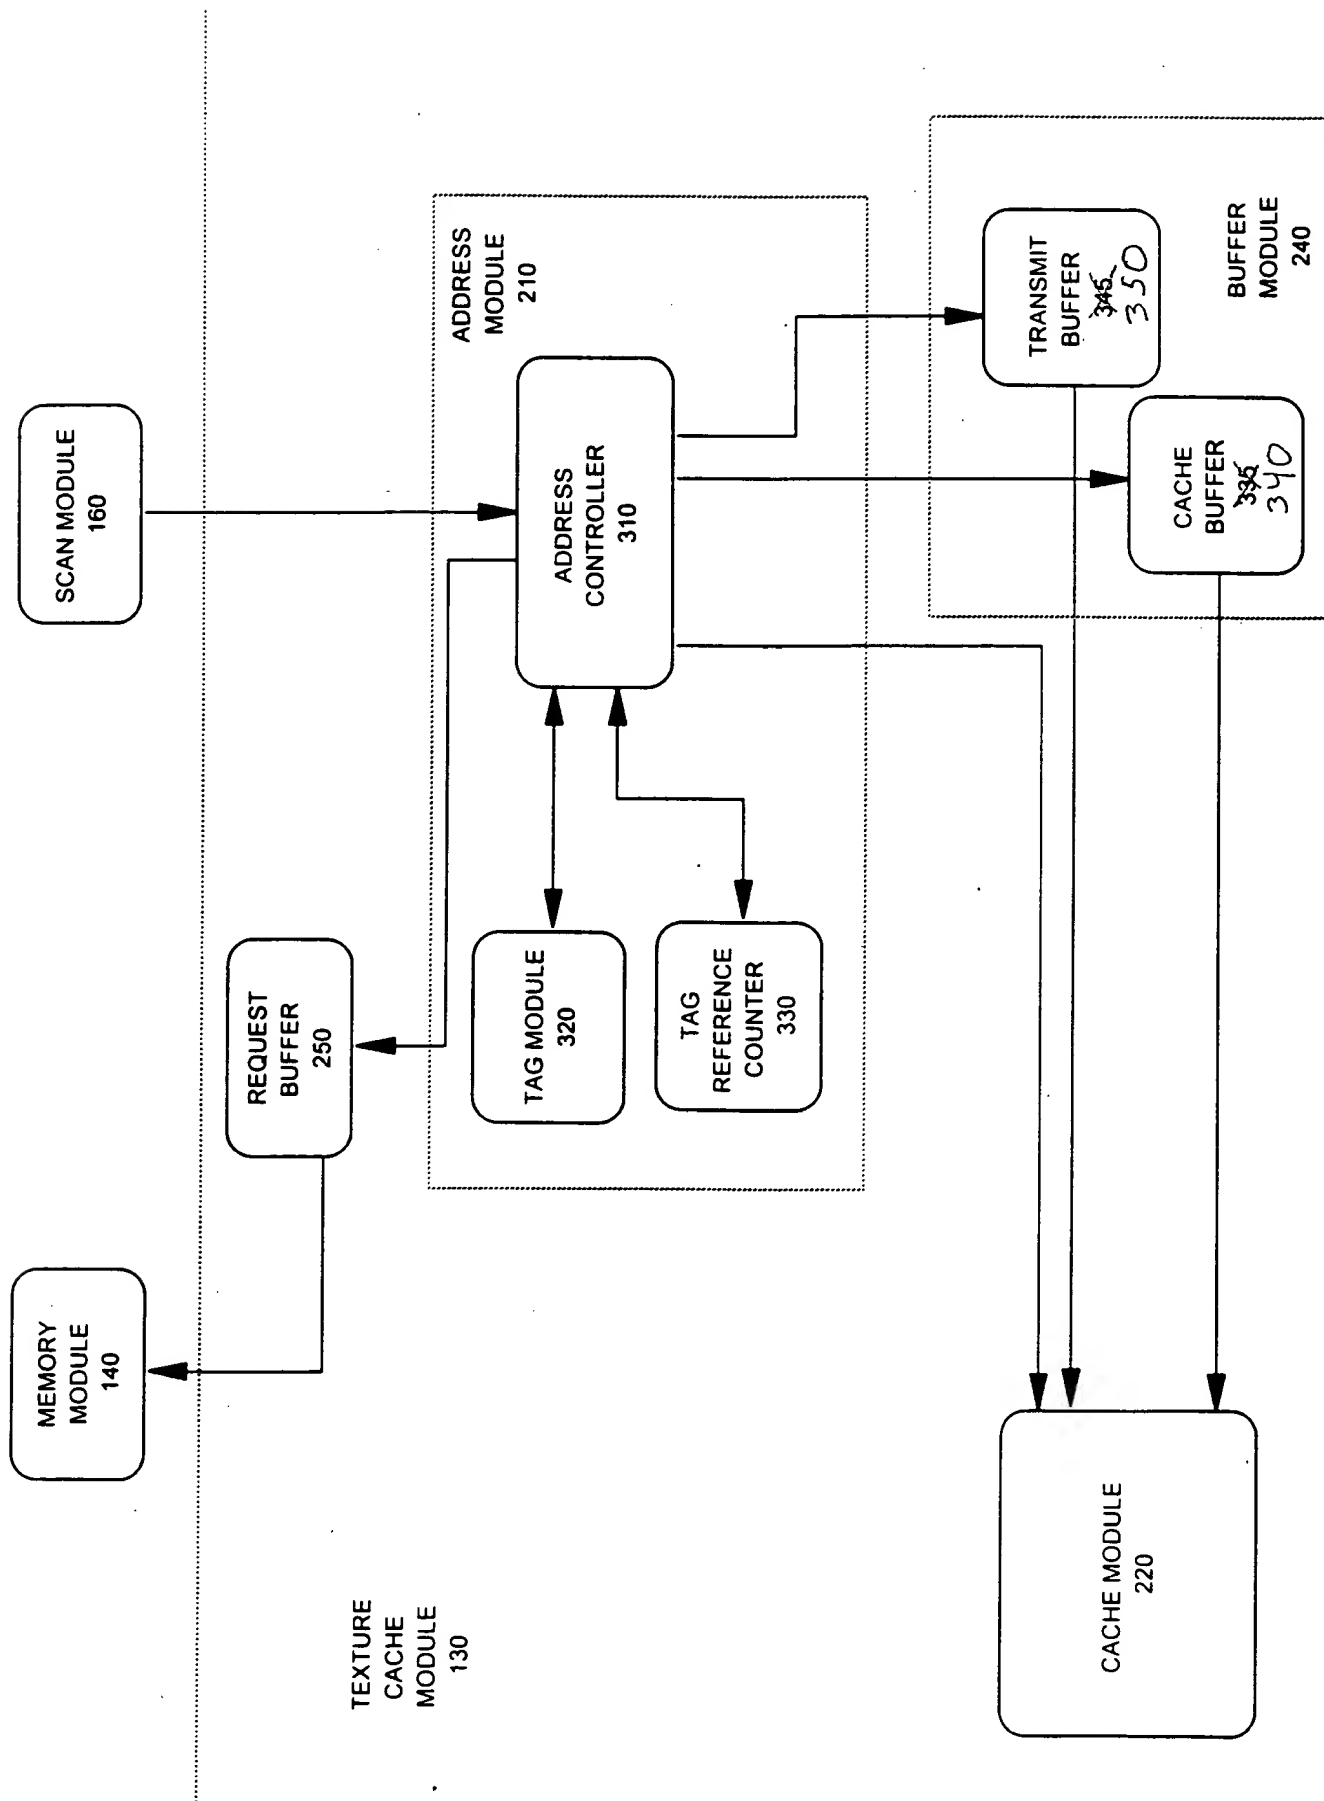 MEMORY
MODULE
140
SCAN MODULE
160
REQUEST
BUFFER
250
TEXTURE
CACHE
MODULE
130
ADDRESS
MODULE
210
TAG MODULE
320
TAG
REFERENCE
COUNTER
330
ADDRESS
CONTROLLER
310
CACHE MODULE
220
TRANSMIT
BUFFER
345
350
CACHE
BUFFER
335
340
BUFFER
MODULE
240